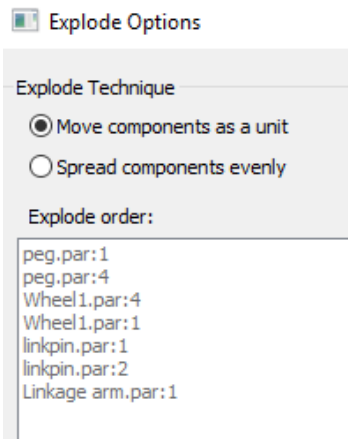 Explode Options
Explode Technique
Move components as a unit
Spread components evenly
Explode order:
peg.par:1
peg.par:4
Wheel1.par:4
Wheel1.par:1
linkpin.par:1
linkpin.par:2
Linkage arm.par:1